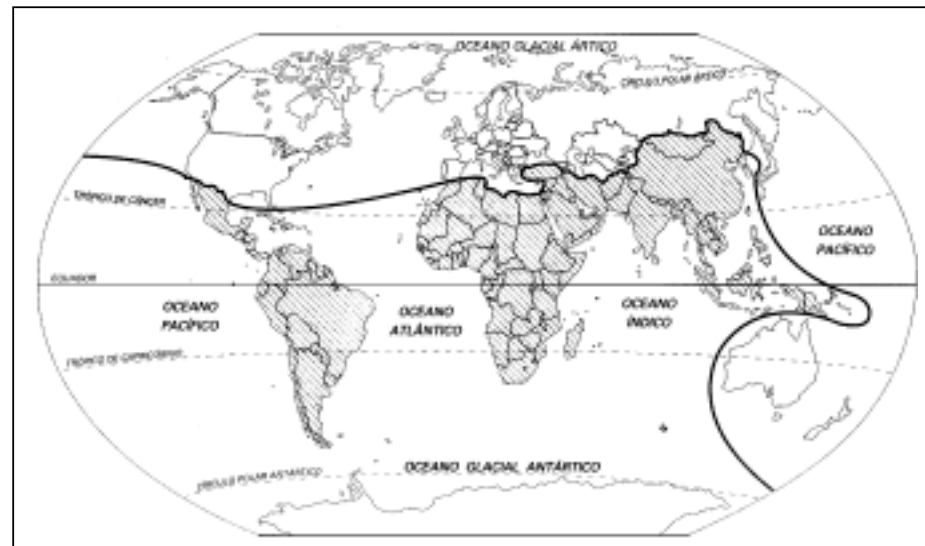 OCEANO GLACIAL ÁRTICO
CÍRCULO POLAR ÁRTICO
TRÓPICO DE CÂNCER
OCEANO
PACÍFICO
EQUADOR
OCEANO
PACÍFICO
OCEANO
ATLÂNTICO
OCEANO
ÍNDICO
TRÓPICO DE CAPRICÓRNIO
OCEANO GLACIAL ANTÁRTICO
CÍRCULO POLAR ANTÁRTICO